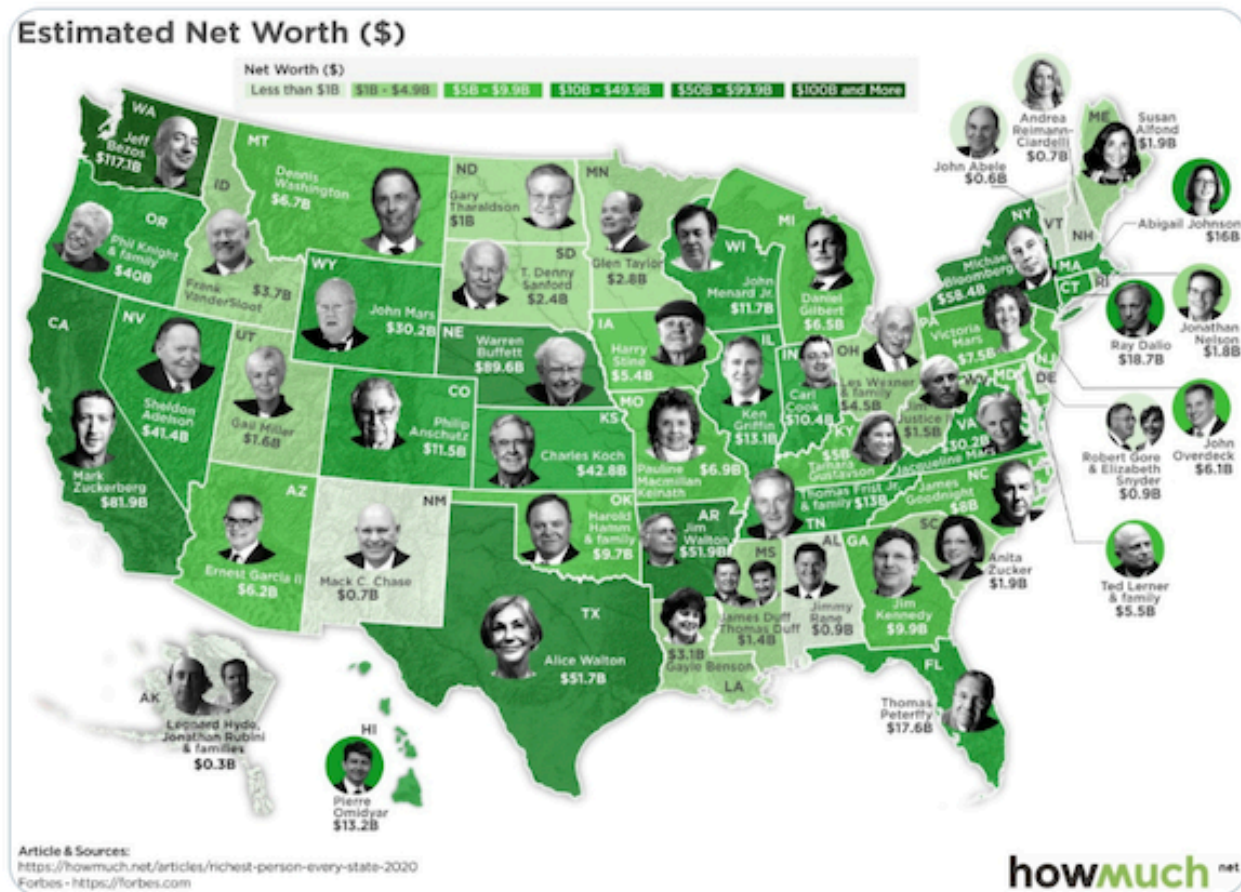 Estimated Net Worth ($)
Net Worth ($)
Less than $1B $1B - $4.9B $5B - $9.9B $10B - $49.9B $50B - $99.9B $100B and More
WA
Jeff
Bezos
$117.1B
MT
Dennis
Washington
$6.7B
ND
Gary
Tharaldson
$1B
MN
Glen Taylor
$2.8B
John Abele
$0.6B
Andrea
Reimann-
Ciardelli
$0.7B
ME
Susan
Alfond
$1.9B
OR
Phil Knight
& family
$40B
ID
Frank
VanderSloot
$3.7B
WY
John Mars
$30.2B
SD
T. Denny
Sanford
$2.4B
WI
John
Menard Jr.
$11.7B
MI
Daniel
Gilbert
$6.5B
NY
Michael
Bloomberg
$58.4B
VT
NH
MA
CT
RI
Abigail Johnson
$16B
CA
Mark
Zuckerberg
$81.9B
NV
Sheldon
Adelson
$41.4B
UT
Gail Miller
$1.6B
CO
Philip
Anschutz
$11.5B
NE
Warren
Buffett
$89.6B
IA
Harry
Stine
$5.4B
IL
Ken
Griffin
$13.1B
IN
Carl
Cook
$10.4B
OH
Les Wexner
& family
$4.5B
PA
Victoria
Mars
$7.5B
NJ
DE
MD
Ray Dalio
$18.7B
Jonathan
Nelson
$1.8B
KS
Charles Koch
$42.8B
MO
Pauline
Macmillan
Keinath
$6.9B
KY
$5B
Tamara
Gustavson
WV
Jim
Justice II
$1.5B
VA
$30.2B
Jacqueline Mars
Robert Gore
& Elizabeth
Snyder
$0.9B
John
Overdeck
$6.1B
AZ
Ernest Garcia II
$6.2B
NM
Mack C. Chase
$0.7B
OK
Harold
Hamm
& family
$9.7B
AR
Jim
Walton
$51.9B
Thomas Frist Jr.
& family $13B
TN
NC
James
Goodnight
$8B
SC
Anita
Zucker
$1.9B
Ted Lerner
& family
$5.5B
TX
Alice Walton
$51.7B
MS
James Duff
Thomas Duff
$1.4B
AL
Jimmy
Rane
$0.9B
GA
Jim
Kennedy
$9.9B
$3.1B
Gayle Benson
LA
FL
Thomas
Peterffy
$17.6B
AK
Leonard Hyde,
Jonathan Rubini
& families
$0.3B
HI
Pierre
Omidyar
$13.2B
Article & Sources:
https://howmuch.net/articles/richest-person-every-state-2020
Forbes - https://forbes.com
howmuch net